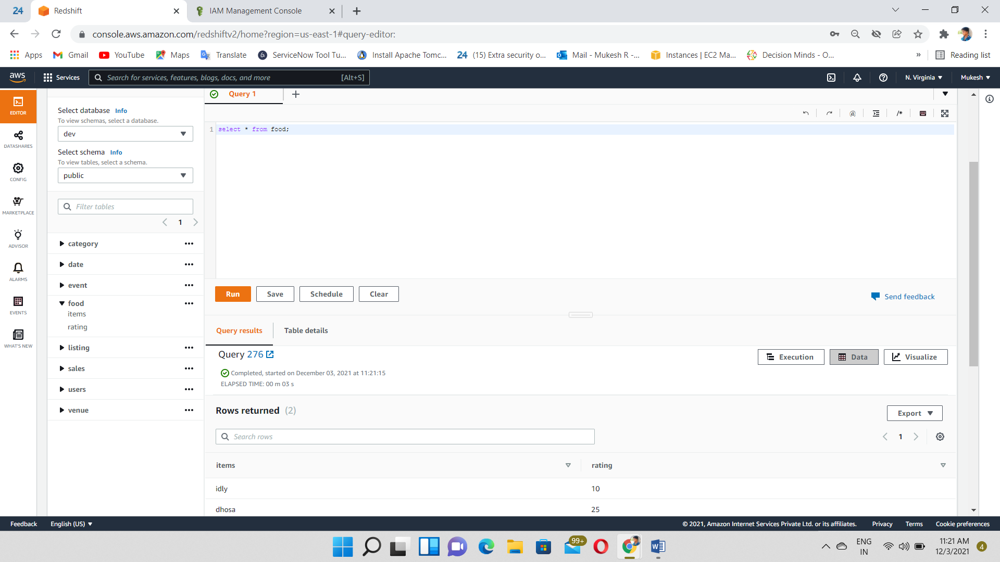 24 Redshift IAM Management Console
console.aws.amazon.com/redshiftv2/home?region=us-east-1#query-editor:
Apps Gmail YouTube Maps Translate ServiceNow Tool Tu... Install Apache Tomc... 24 (15) Extra security o... Mail - Mukesh R -... Instances | EC2 Ma... Decision Minds - O... » Reading list
aws Services Search for services, features, blogs, docs, and more [Alt+S] N. Virginia Mukesh
EDITOR
DATASHARES
CONFIG
MARKETPLACE
ADVISOR
ALARMS
EVENTS
WHAT'S NEW
Select database Info
To view schemas, select a database.
dev
Select schema Info
To view tables, select a schema.
public
Filter tables
1
category
date
event
food
items
rating
listing
sales
users
venue
Query 1
@ /*
1 select * from food;
Run Save Schedule Clear
Send feedback
Query results Table details
Query 276
Execution Data Visualize
Completed, started on December 03, 2021 at 11:21:15
ELAPSED TIME: 00 m 03 s
Rows returned (2)
Export
Search rows
1
items rating
idly 10
dhosa 25
Feedback English (US) © 2021, Amazon Internet Services Private Ltd. or its affiliates. Privacy Terms Cookie preferences
99+
ENG
IN
11:21 AM
12/3/2021
4